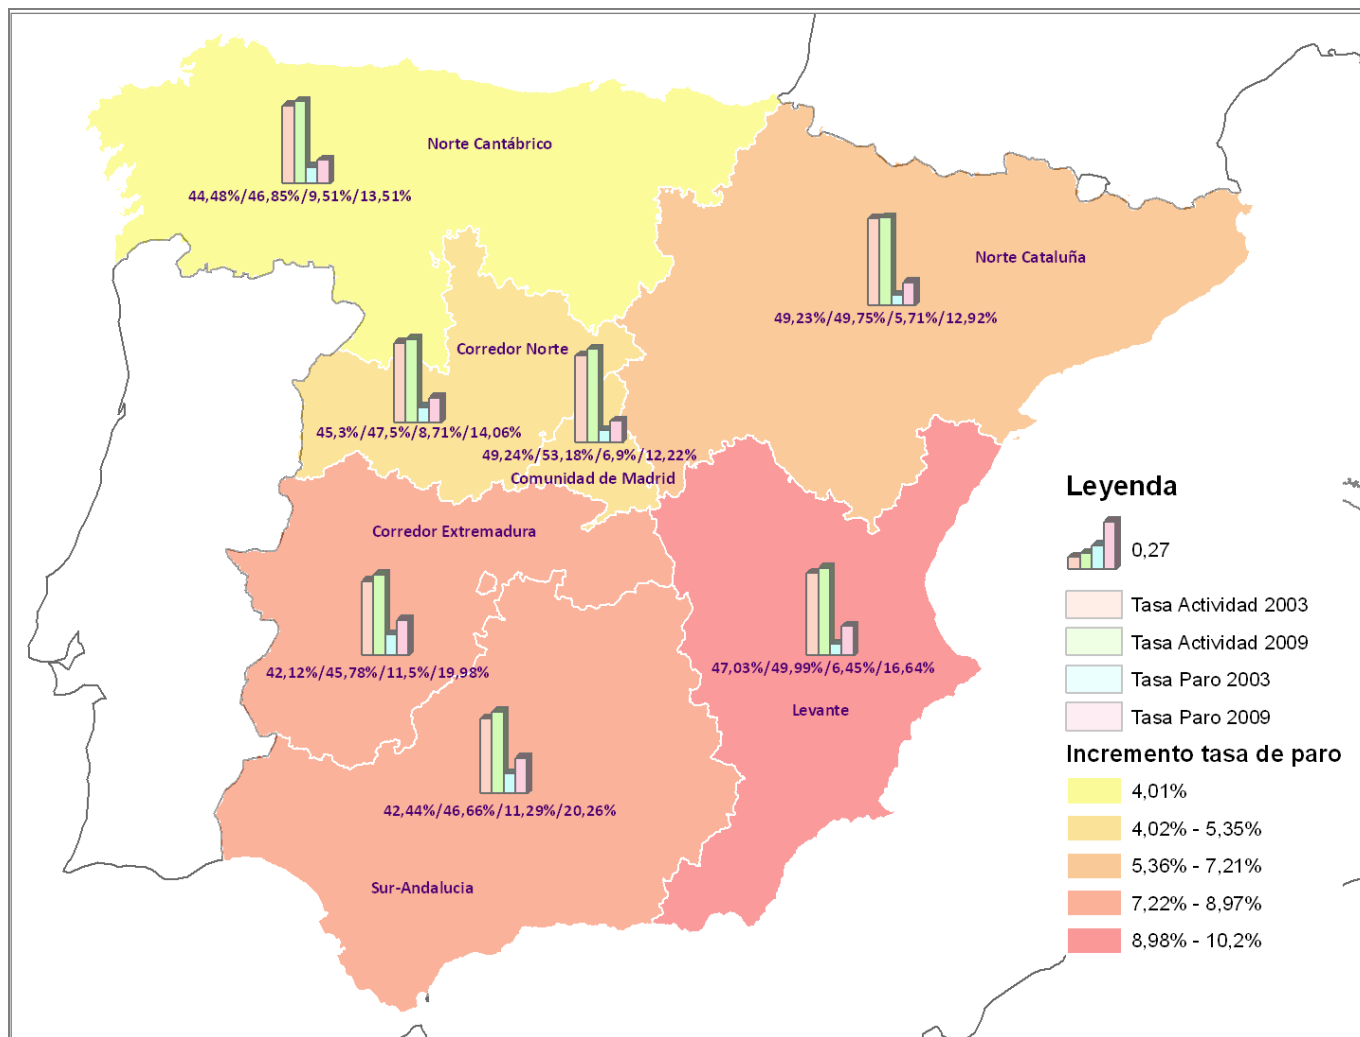 Norte Cantábrico
44,48%/46,85%/9,51%/13,51%
Norte Cataluña
49,23%/49,75%/5,71%/12,92%
Corredor Norte
45,3%/47,5%/8,71%/14,06%
49,24%/53,18%/6,9%/12,22%
Comunidad de Madrid
Corredor Extremadura
42,12%/45,78%/11,5%/19,98%
47,03%/49,99%/6,45%/16,64%
Levante
42,44%/46,66%/11,29%/20,26%
Sur-Andalucia
Leyenda
0,27
Tasa Actividad 2003
Tasa Actividad 2009
Tasa Paro 2003
Tasa Paro 2009
Incremento tasa de paro
4,01%
4,02% - 5,35%
5,36% - 7,21%
7,22% - 8,97%
8,98% - 10,2%